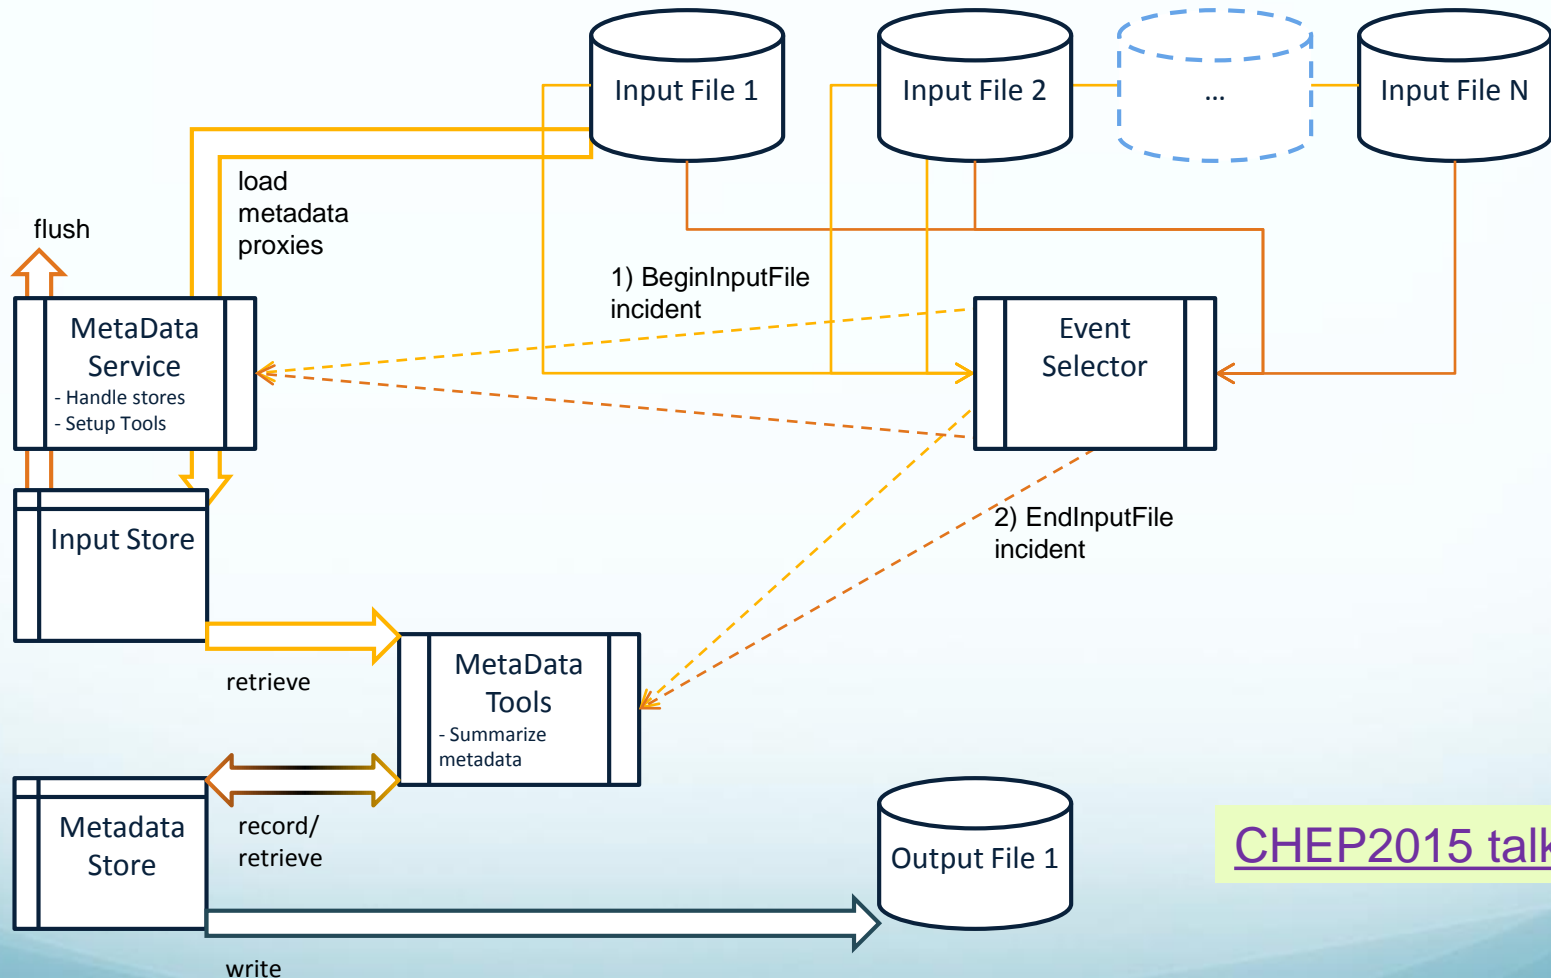 Input File 1
Input File 2
...
Input File N
load
metadata
proxies
flush
1) BeginInputFile
incident
MetaData
Service
- Handle stores
- Setup Tools
Event
Selector
Input Store
2) EndInputFile
incident
retrieve
MetaData
Tools
- Summarize
metadata
Metadata
Store
record/
retrieve
Output File 1
CHEP2015 talk
write